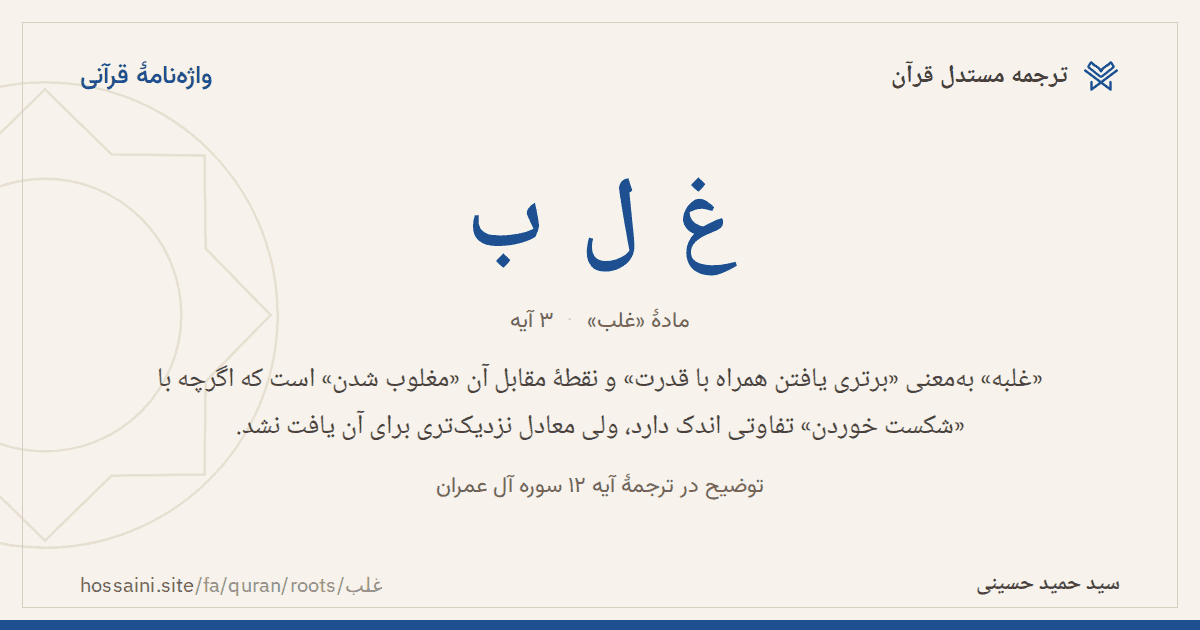 ترجمه مستدل قرآن
واژه‌نامهٔ قرآنی
غ ل ب
مادهٔ «غلب» · ۳ آیه
«غلبه» به‌معنی «برتری یافتن همراه با قدرت» و نقطهٔ مقابل آن «مغلوب شدن» است که اگرچه با
«شکست خوردن» تفاوتی اندک دارد، ولی معادل نزدیک‌تری برای آن یافت نشد.
توضیح در ترجمهٔ آیه ۱۲ سوره آل عمران
سید حمید حسینی
hossaini.site/fa/quran/roots/غلب